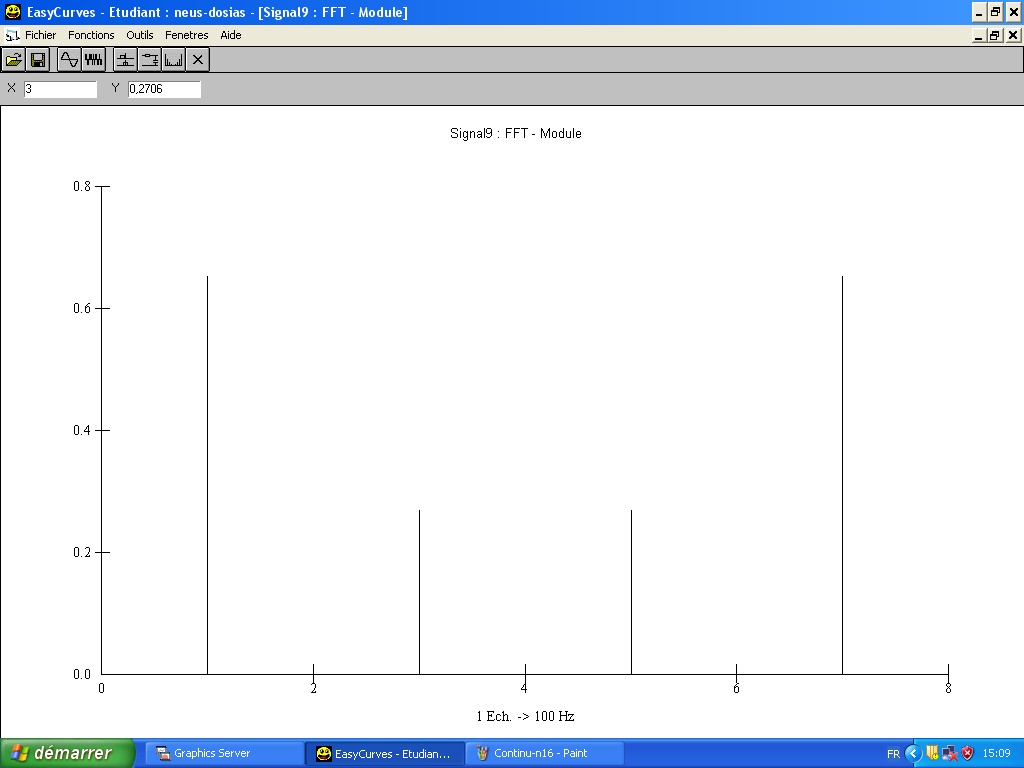 EasyCurves - Etudiant : neus-dosias - [Signal9 : FFT - Module]
Fichier Fonctions Outils Fenetres Aide
X 3 Y 0,2706
Signal9 : FFT - Module
0.8
0.6
0.4
0.2
0.0
0 2 4 6 8
1 Ech. -> 100 Hz
démarrer Graphics Server EasyCurves - Etudian... Continu-n16 - Paint FR 15:09